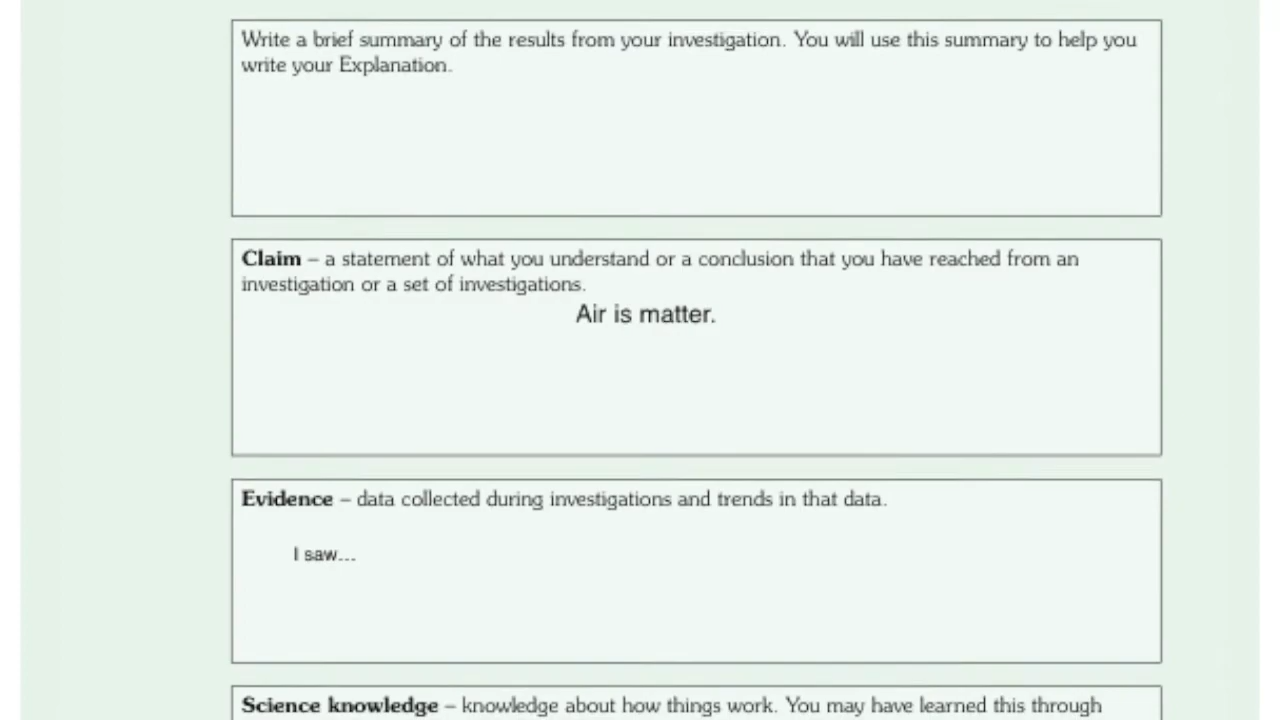 Write a brief summary of the results from your investigation. You will use this summary to help you
write your Explanation.
Claim – a statement of what you understand or a conclusion that you have reached from an
investigation or a set of investigations.
Air is matter.
Evidence – data collected during investigations and trends in that data.
I saw...
Science knowledge – knowledge about how things work. You may have learned this through